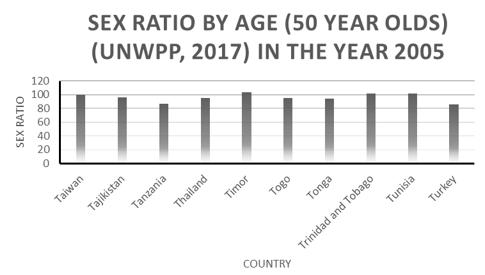 SEX RATIO BY AGE (50 YEAR OLDS)
(UNWPP, 2017) IN THE YEAR 2005
SEX RATIO
120
100
80
60
40
20
0
Taiwan
Tajikistan
Tanzania
Thailand
Timor
Togo
Tonga
Trinidad and Tobago
Tunisia
Turkey
COUNTRY